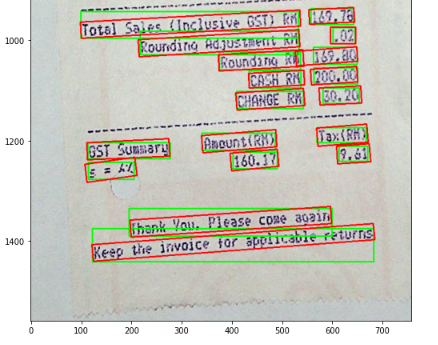 Total Sales (Inclusive GST) RM 169.78
Rounding Adjustment RM .02
Rounding RM 169.80
CASH RM 200.00
CHANGE RM 30.20
GST Summary Amount(RM) Tax(RM)
s = 160.17 9.61
Thank You. Please come again
Keep the invoice for applicable returns
1000
1200
1400
0 100 200 300 400 500 600 700